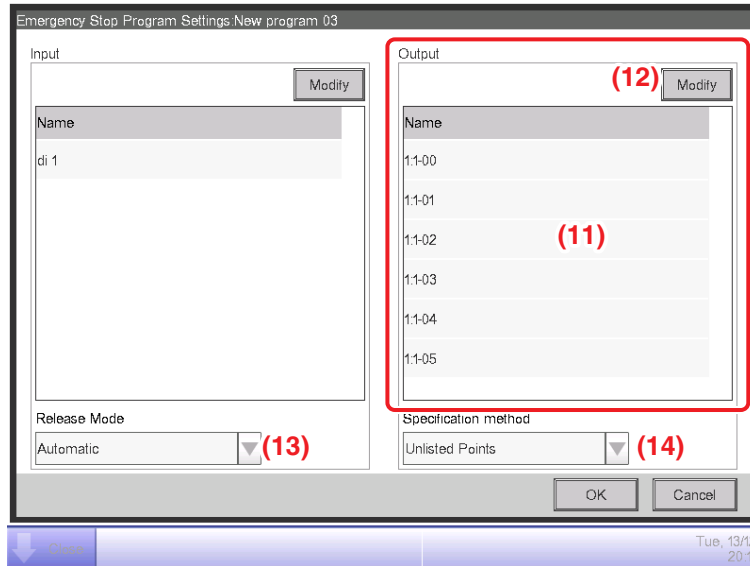 Emergency Stop Program Settings:New program 03
Input
Modify
Name
di 1
Release Mode
Automatic
(13)
Output
(12)
Modify
Name
1:1-00
1:1-01
1:1-02
(11)
1:1-03
1:1-04
1:1-05
Specification method
Unlisted Points
(14)
OK
Cancel
Tue, 13/1
20:1